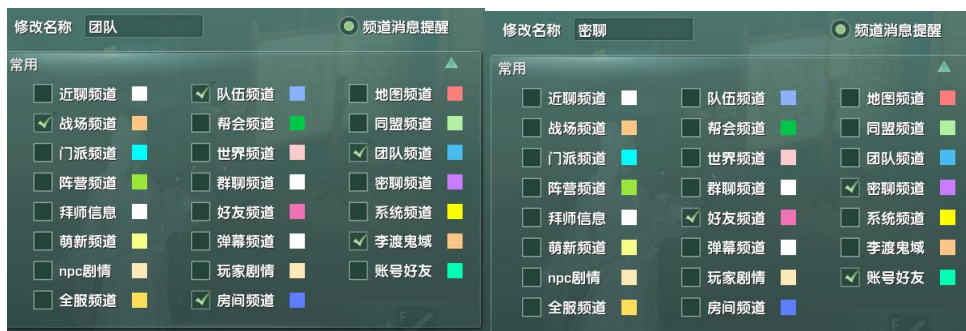 修改名称 团队 频道消息提醒
常用
近聊频道 队伍频道 地图频道
战场频道 帮会频道 同盟频道
门派频道 世界频道 团队频道
阵营频道 群聊频道 密聊频道
拜师信息 好友频道 系统频道
萌新频道 弹幕频道 李渡鬼域
npc剧情 玩家剧情 账号好友
全服频道 房间频道
修改名称 密聊 频道消息提醒
常用
近聊频道 队伍频道 地图频道
战场频道 帮会频道 同盟频道
门派频道 世界频道 团队频道
阵营频道 群聊频道 密聊频道
拜师信息 好友频道 系统频道
萌新频道 弹幕频道 李渡鬼域
npc剧情 玩家剧情 账号好友
全服频道 房间频道